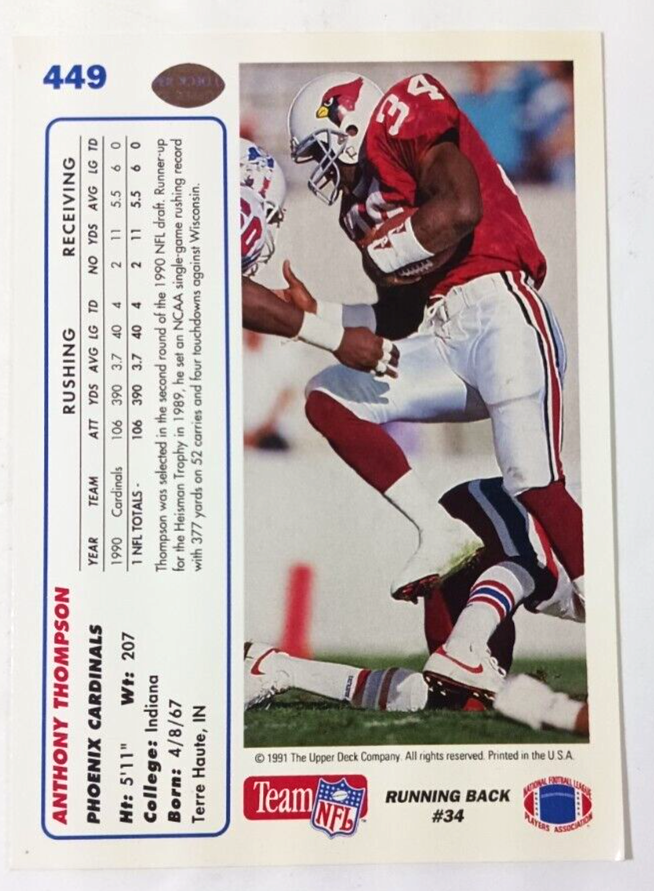 449
ANTHONY THOMPSON
PHOENIX CARDINALS
Ht: 5'11" Wt: 207
College: Indiana
Born: 4/8/67
Terre Haute, IN
RUSHING RECEIVING
YEAR TEAM ATT YDS AVG LG TD NO YDS AVG LG TD
1990 Cardinals 106 390 3.7 40 4 2 11 5.5 6 0
1 NFL TOTALS - 106 390 3.7 40 4 2 11 5.5 6 0
Thompson was selected in the second round of the 1990 NFL draft. Runner-up
for the Heisman Trophy in 1989, he set an NCAA single-game rushing record
with 377 yards on 52 carries and four touchdowns against Wisconsin.
34
© 1991 The Upper Deck Company. All rights reserved. Printed in the U.S.A.
Team NFL
RUNNING BACK
#34
NATIONAL FOOTBALL LEAGUE
PLAYERS ASSOCIATION